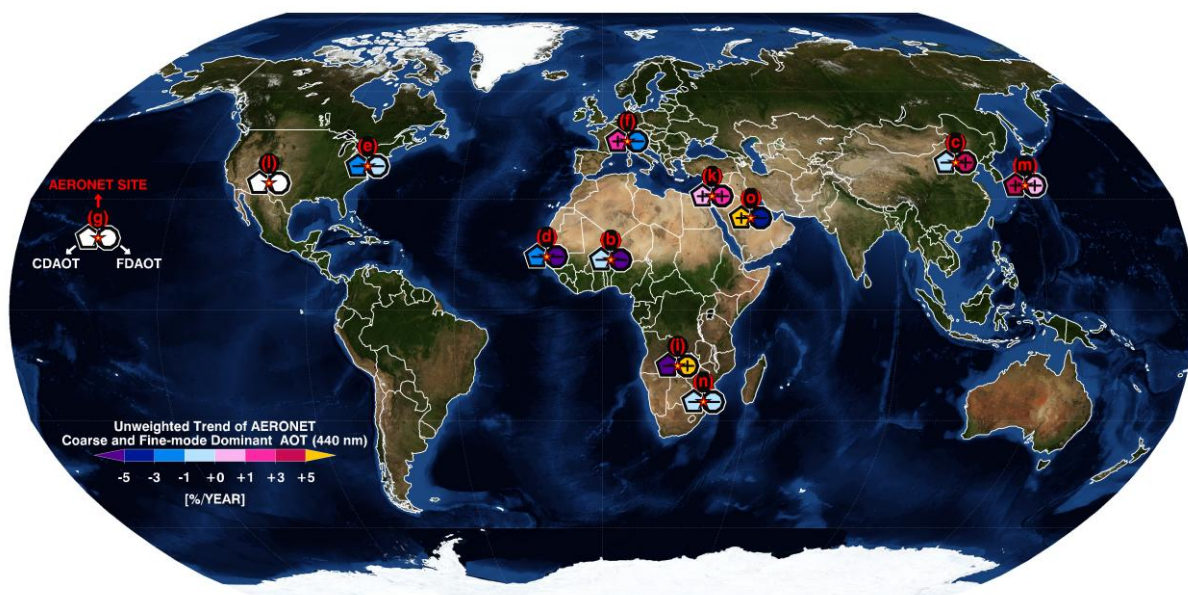 (f)
(e)
(c)
(l)
(k)
(m)
AERONET SITE
(o)
(g)
(d)
(b)
CDAOT
FDAOT
(i)
(n)
Unweighted Trend of AERONET
Coarse and Fine-mode Dominant AOT (440 nm)
-5 -3 -1 +0 +1 +3 +5
[%/YEAR]